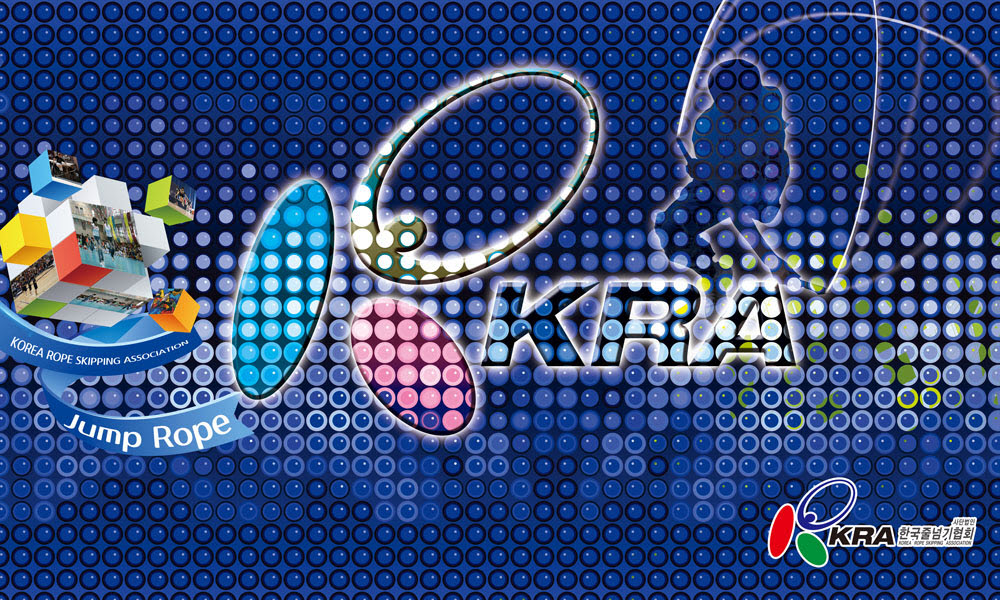 KRA
KOREA ROPE SKIPPING ASSOCIATION
Jump Rope
KRA
사단법인
한국줄넘기협회
KOREA ROPE SKIPPING ASSOCIATION